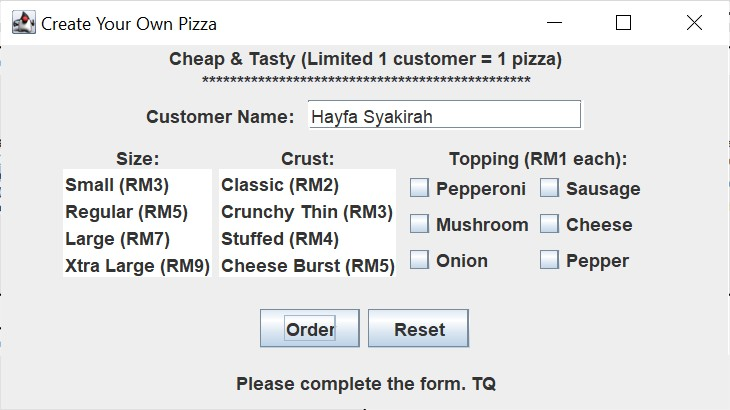 Create Your Own Pizza
Cheap & Tasty (Limited 1 customer = 1 pizza)
***********************************************
Customer Name: Hayfa Syakirah
Size: Crust: Topping (RM1 each):
Small (RM3) Classic (RM2) Pepperoni Sausage
Regular (RM5) Crunchy Thin (RM3) Mushroom Cheese
Large (RM7) Stuffed (RM4) Onion Pepper
Xtra Large (RM9) Cheese Burst (RM5)
Order Reset
Please complete the form. TQ